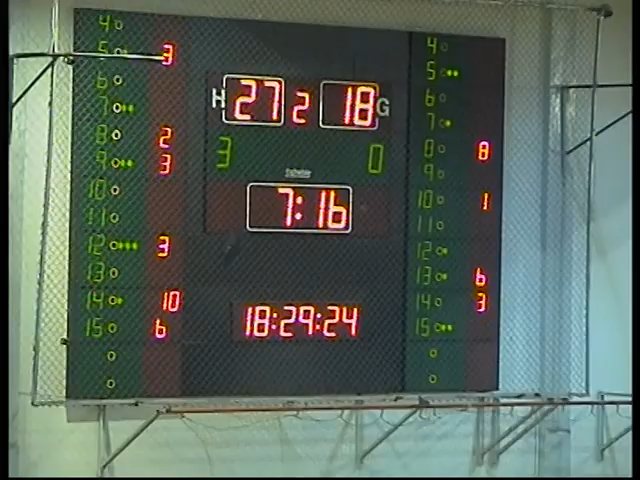 4 4
5 3 5
6 6
H 27 2 18 G
7 7
8 2 8 8
3 0
9 3 9
10 10 1
7:16
11 11
12 3 12
13 13 6
14 10 14 3
18:29:24
15 6 15